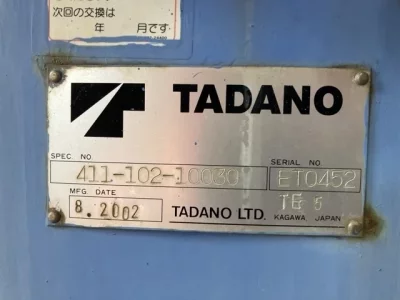 次回の交換は
年 月です
TADANO
SPEC. NO. SERIAL NO.
411-102-10030 ET0452
MFG. DATE
8.2002 TADANO LTD. KAGAWA JAPAN